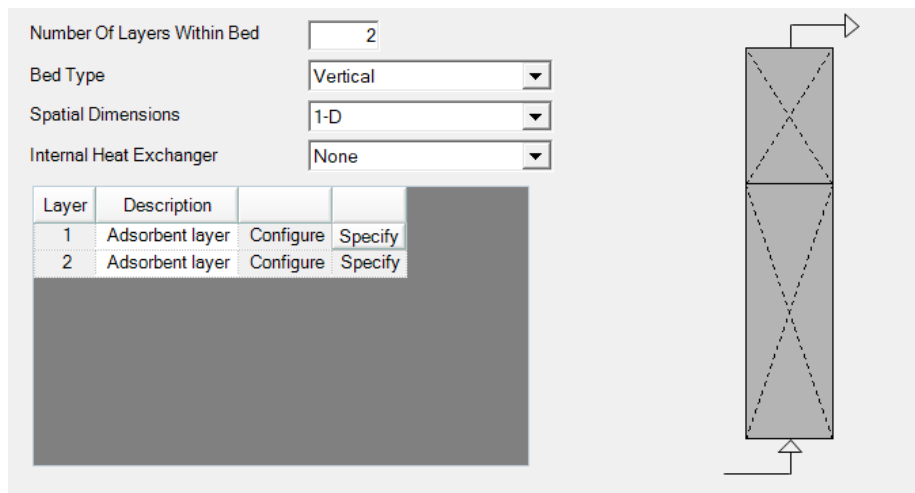 Number Of Layers Within Bed 2
Bed Type Vertical
Spatial Dimensions 1-D
Internal Heat Exchanger None
Layer Description
1 Adsorbent layer Configure Specify
2 Adsorbent layer Configure Specify